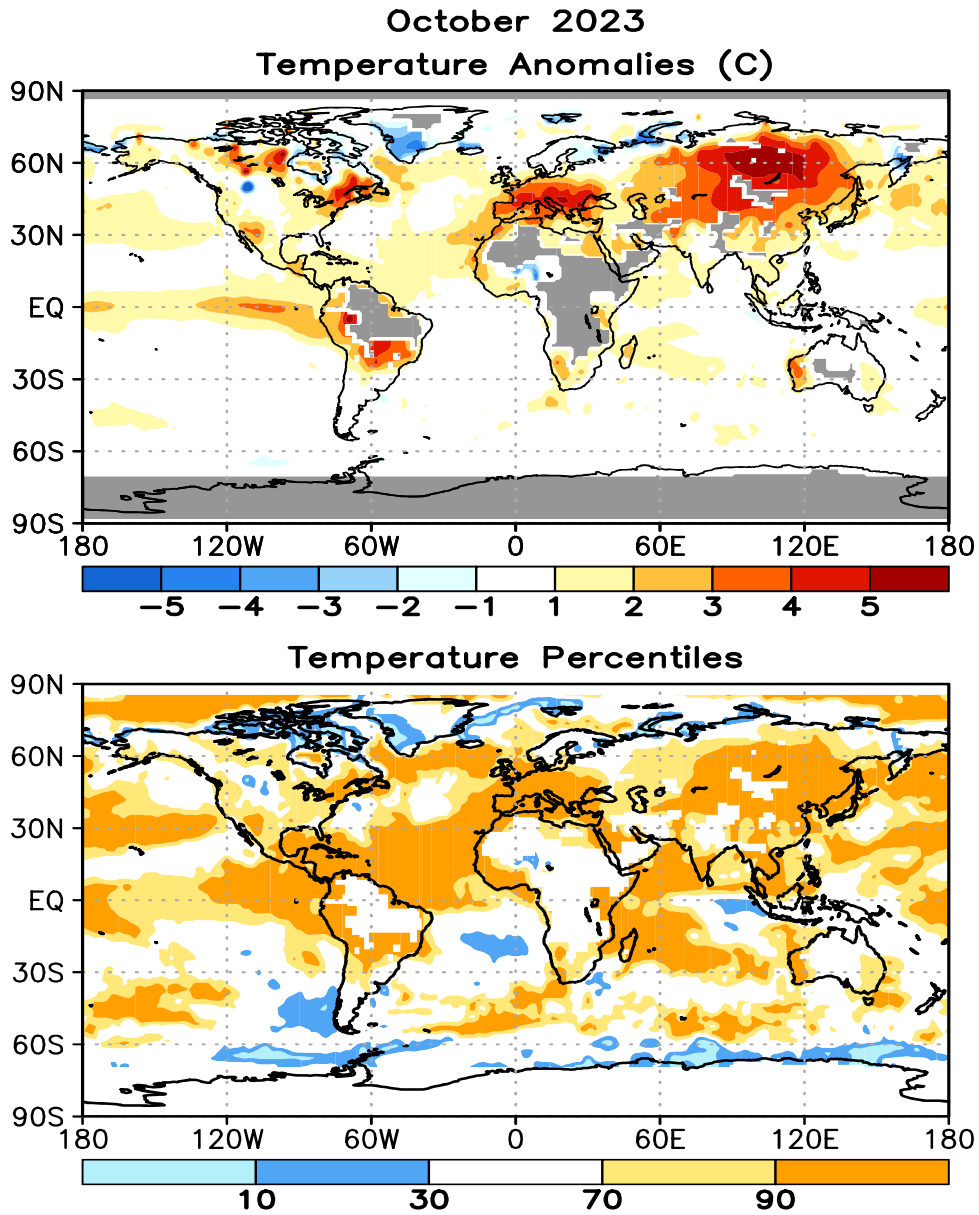 October 2023
Temperature Anomalies (C)
90N
60N
30N
EQ
30S
60S
90S
180 120W 60W 0 60E 120E 180
−5 −4 −3 −2 −1 1 2 3 4 5
Temperature Percentiles
90N
60N
30N
EQ
30S
60S
90S
180 120W 60W 0 60E 120E 180
10 30 70 90